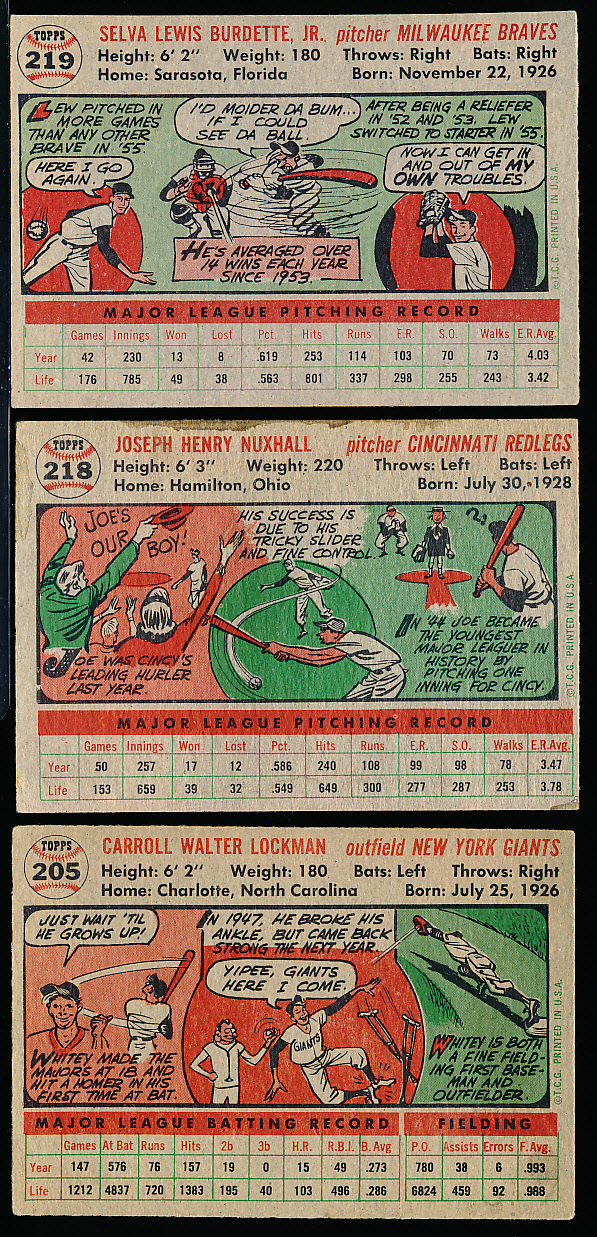 TOPPS
219
SELVA LEWIS BURDETTE, JR. pitcher MILWAUKEE BRAVES
Height: 6' 2" Weight: 180 Throws: Right Bats: Right
Home: Sarasota, Florida Born: November 22, 1926
LEW PITCHED IN
MORE GAMES
THAN ANY OTHER
BRAVE IN '55.
HERE I GO
AGAIN.
I'D MOIDER DA BUM...
IF I COULD
SEE DA BALL.
HE'S AVERAGED OVER
14 WINS EACH YEAR
SINCE 1953.
AFTER BEING A RELIEFER
IN '52 AND '53, LEW
SWITCHED TO STARTER IN '55.
NOW I CAN GET IN
AND OUT OF MY
OWN TROUBLES.
©T.C.G. PRINTED IN U.S.A.
MAJOR LEAGUE PITCHING RECORD
Games Innings Won Lost Pct. Hits Runs E.R. S.O. Walks E.R.Avg.
Year 42 230 13 8 .619 253 114 103 70 73 4.03
Life 176 785 49 38 .563 801 337 298 255 243 3.42
TOPPS
218
JOSEPH HENRY NUXHALL pitcher CINCINNATI REDLEGS
Height: 6' 3" Weight: 220 Throws: Left Bats: Left
Home: Hamilton, Ohio Born: July 30, 1928
JOE'S
OUR
BOY!
JOE WAS CINCY'S
LEADING HURLER
LAST YEAR.
HIS SUCCESS IS
DUE TO HIS
TRICKY SLIDER
AND FINE CONTROL.
IN '44 JOE BECAME
THE YOUNGEST
MAJOR LEAGUER IN
HISTORY BY
PITCHING ONE
INNING FOR CINCY.
©T.C.G. PRINTED IN U.S.A.
MAJOR LEAGUE PITCHING RECORD
Games Innings Won Lost Pct. Hits Runs E.R. S.O. Walks E.R.Avg.
Year 50 257 17 12 .586 240 108 99 98 78 3.47
Life 153 659 39 32 .549 649 300 277 287 253 3.78
TOPPS
205
CARROLL WALTER LOCKMAN outfield NEW YORK GIANTS
Height: 6' 2" Weight: 180 Bats: Left Throws: Right
Home: Charlotte, North Carolina Born: July 25, 1926
JUST WAIT 'TIL
HE GROWS UP!
WHITEY MADE THE
MAJORS AT 18 AND
HIT A HOMER IN HIS
FIRST TIME AT BAT.
IN 1947, HE BROKE HIS
ANKLE, BUT CAME BACK
STRONG THE NEXT YEAR.
YIPEE, GIANTS
HERE I COME.
GIANTS
WHITEY IS BOTH
A FINE FIELD-
ING FIRST BASE-
MAN AND
OUTFIELDER.
©T.C.G. PRINTED IN U.S.A.
MAJOR LEAGUE BATTING RECORD FIELDING
Games At Bat Runs Hits 2b 3b H.R. R.B.I. B. Avg P.O. Assists Errors F. Avg.
Year 147 576 76 157 19 0 15 49 .273 780 38 6 .993
Life 1212 4837 720 1383 195 40 103 496 .286 6824 459 92 .988